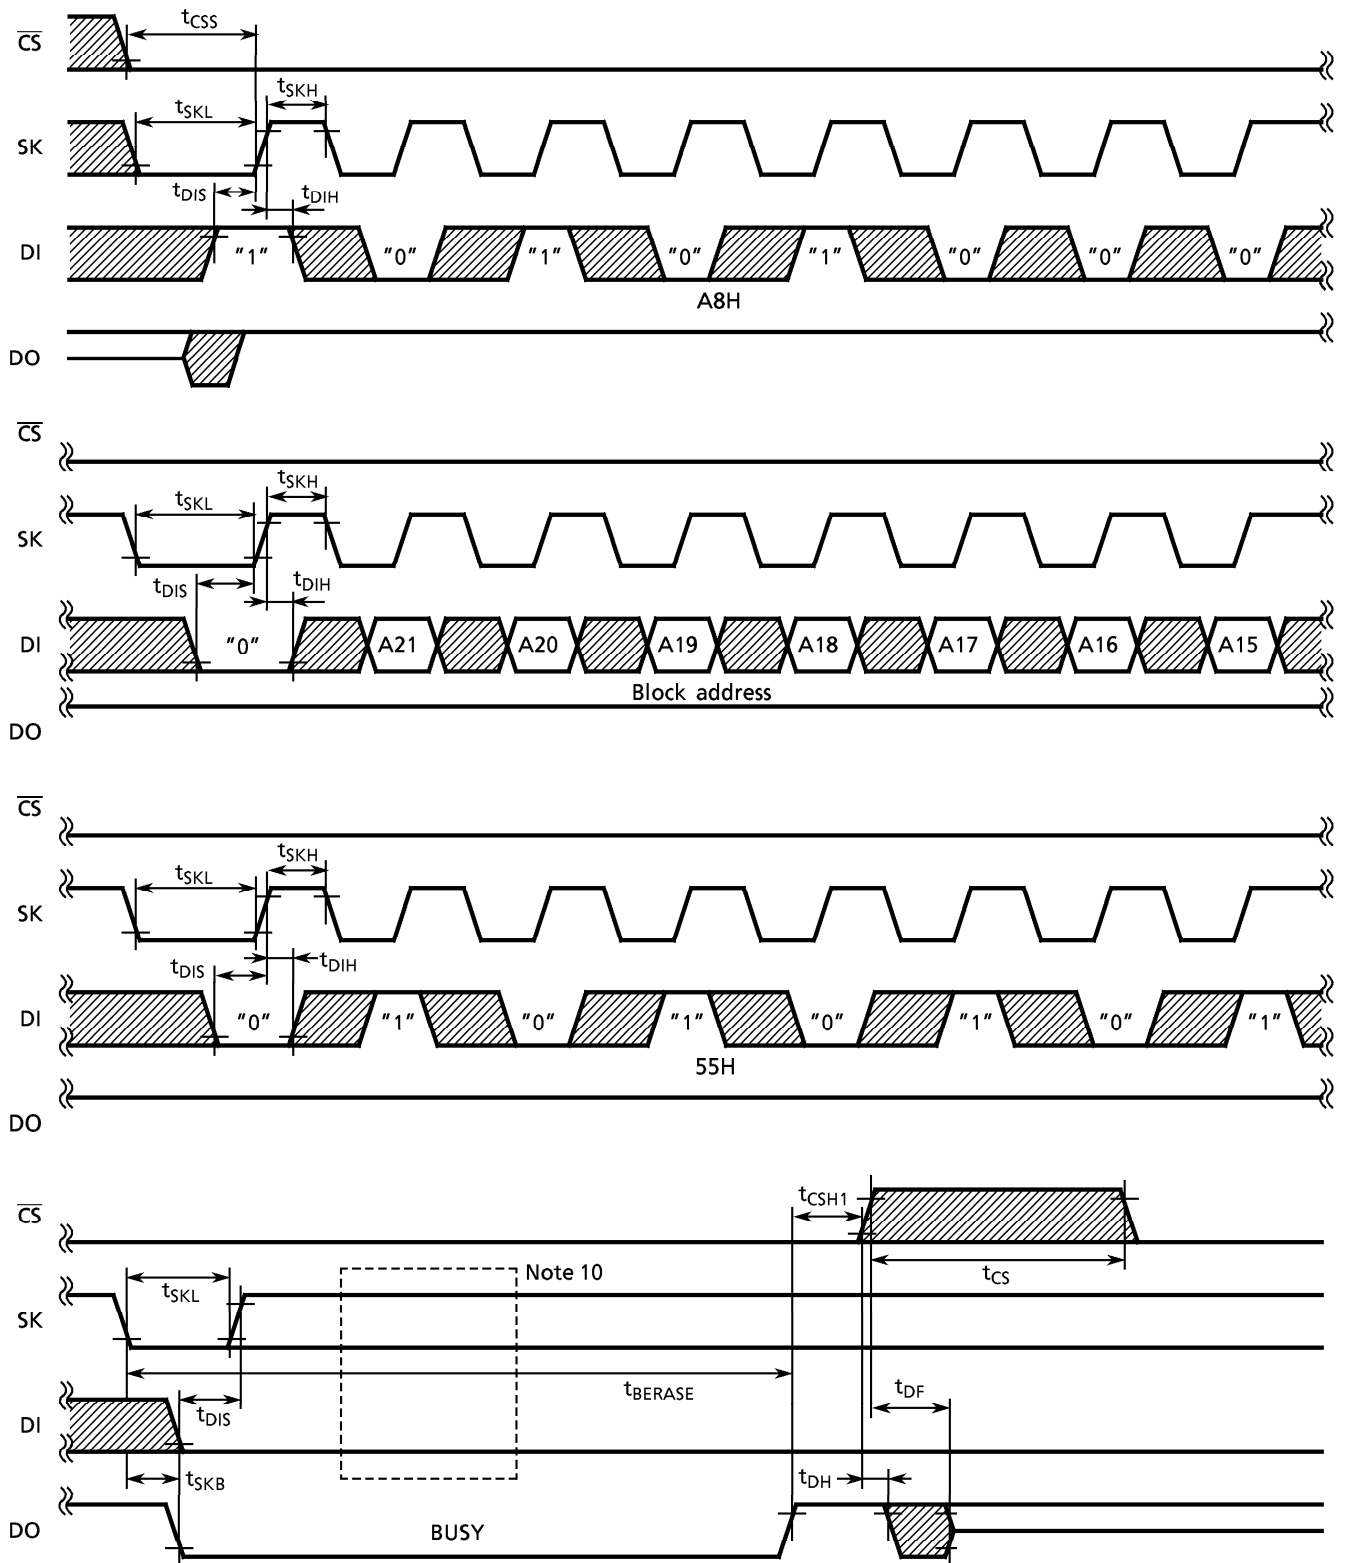 CS tCSS
tSKH
SK tSKL
tDIS tDIH
DI "1" "0" "1" "0" "1" "0" "0" "0"
A8H
DO
CS
tSKH
SK tSKL
tDIS tDIH
DI "0" A21 A20 A19 A18 A17 A16 A15
Block address
DO
CS
tSKH
SK tSKL
tDIS tDIH
DI "0" "1" "0" "1" "0" "1" "0" "1"
55H
DO
CS tCSH1
tCS
Note 10
SK tSKL
tBERASE
tDF
DI tDIS
tSKB tDH
DO BUSY